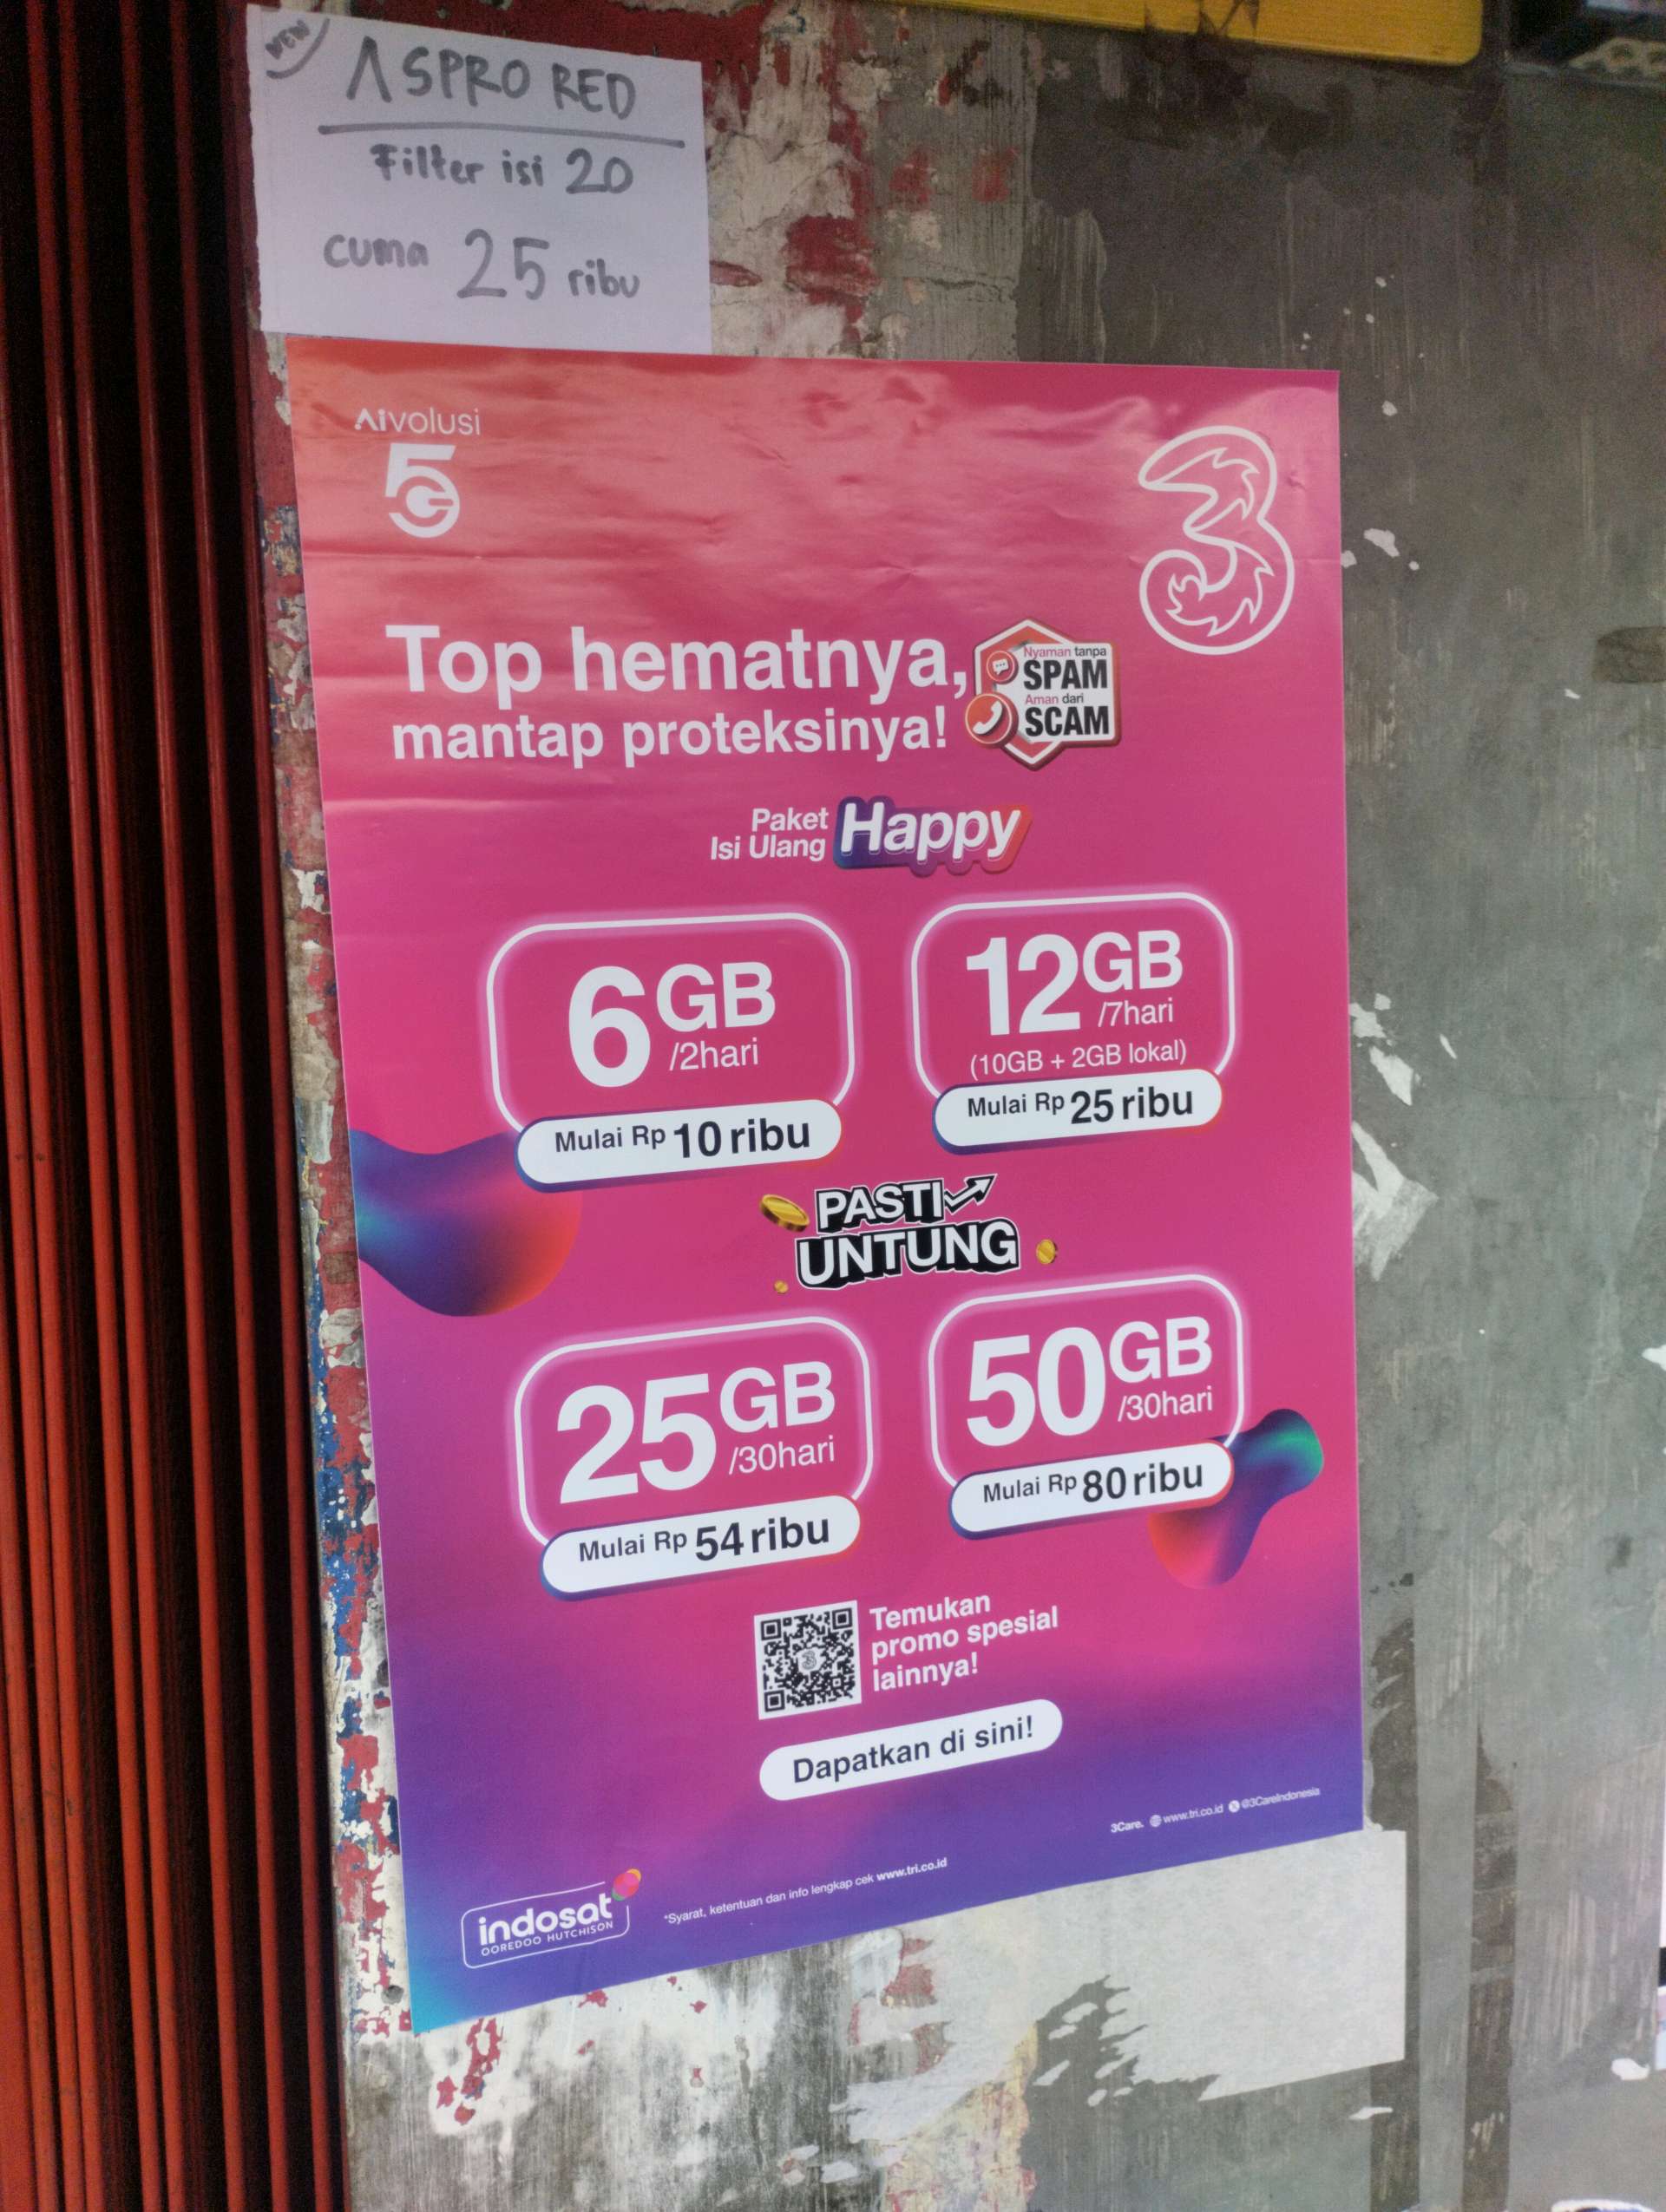 NEW
ASPRO RED
Filter isi 20
cuma 25 ribu
AIVOLUSI
5G
3
Top hematnya,
mantap proteksinya!
Nyaman tanpa
SPAM
Aman dari
SCAM
Paket
Isi Ulang
Happy
6GB
/2hari
Mulai Rp 10 ribu
12GB
/7hari
(10GB + 2GB lokal)
Mulai Rp 25 ribu
PASTI
UNTUNG
25GB
/30hari
Mulai Rp 54 ribu
50GB
/30hari
Mulai Rp 80 ribu
Temukan
promo spesial
lainnya!
Dapatkan di sini!
3Care. www.tri.co.id @3CareIndonesia
*Syarat, ketentuan dan info lengkap cek www.tri.co.id
indosat
OOREDOO HUTCHISON